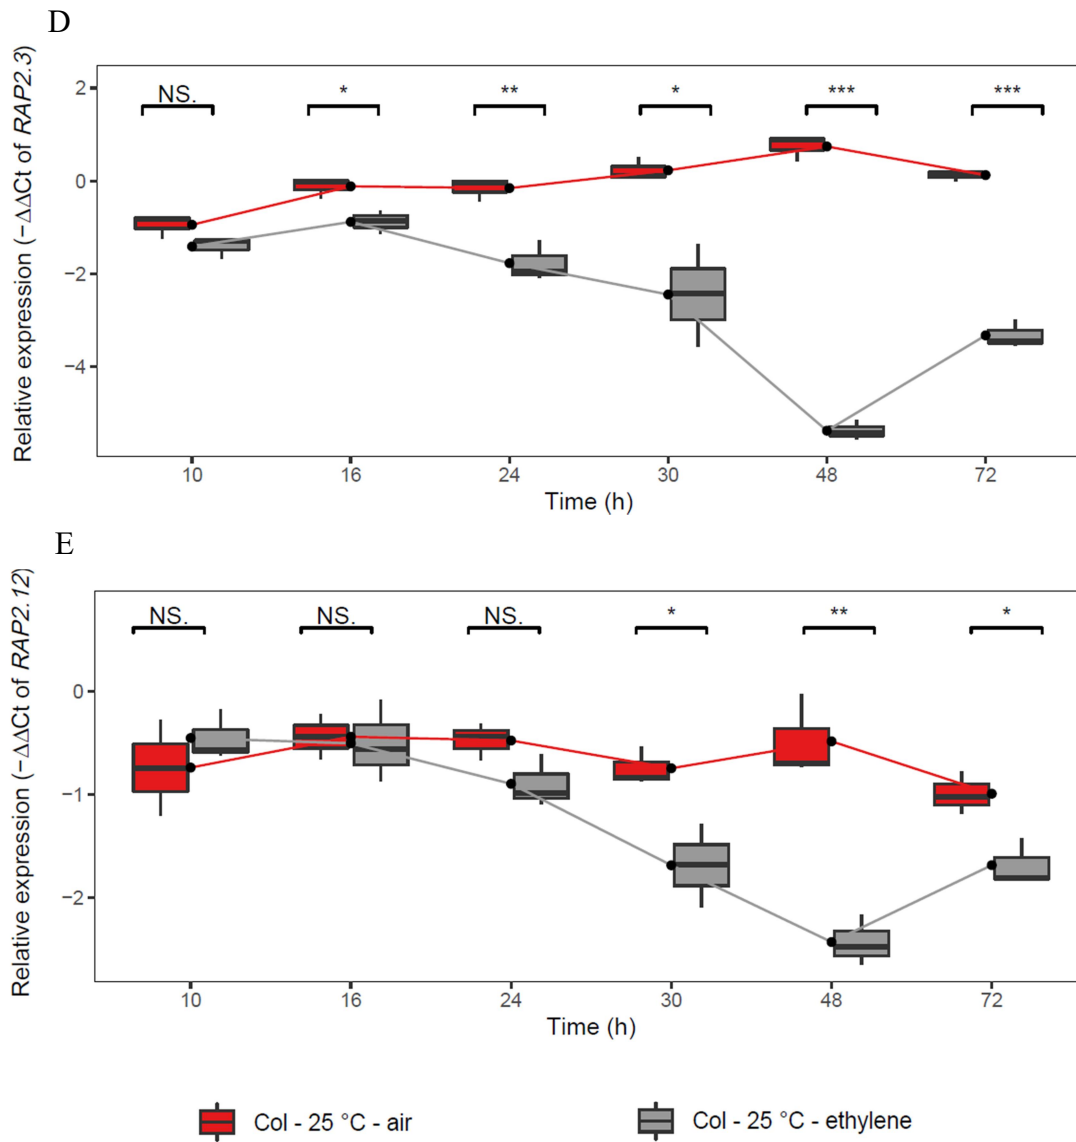 D
Relative expression (−ΔΔCt of RAP2.3)
2
0
−2
−4
NS. * ** * *** ***
10 16 24 30 48 72
Time (h)
E
Relative expression (−ΔΔCt of RAP2.12)
0
−1
−2
NS. NS. NS. * ** *
10 16 24 30 48 72
Time (h)
Col - 25 °C - air Col - 25 °C - ethylene